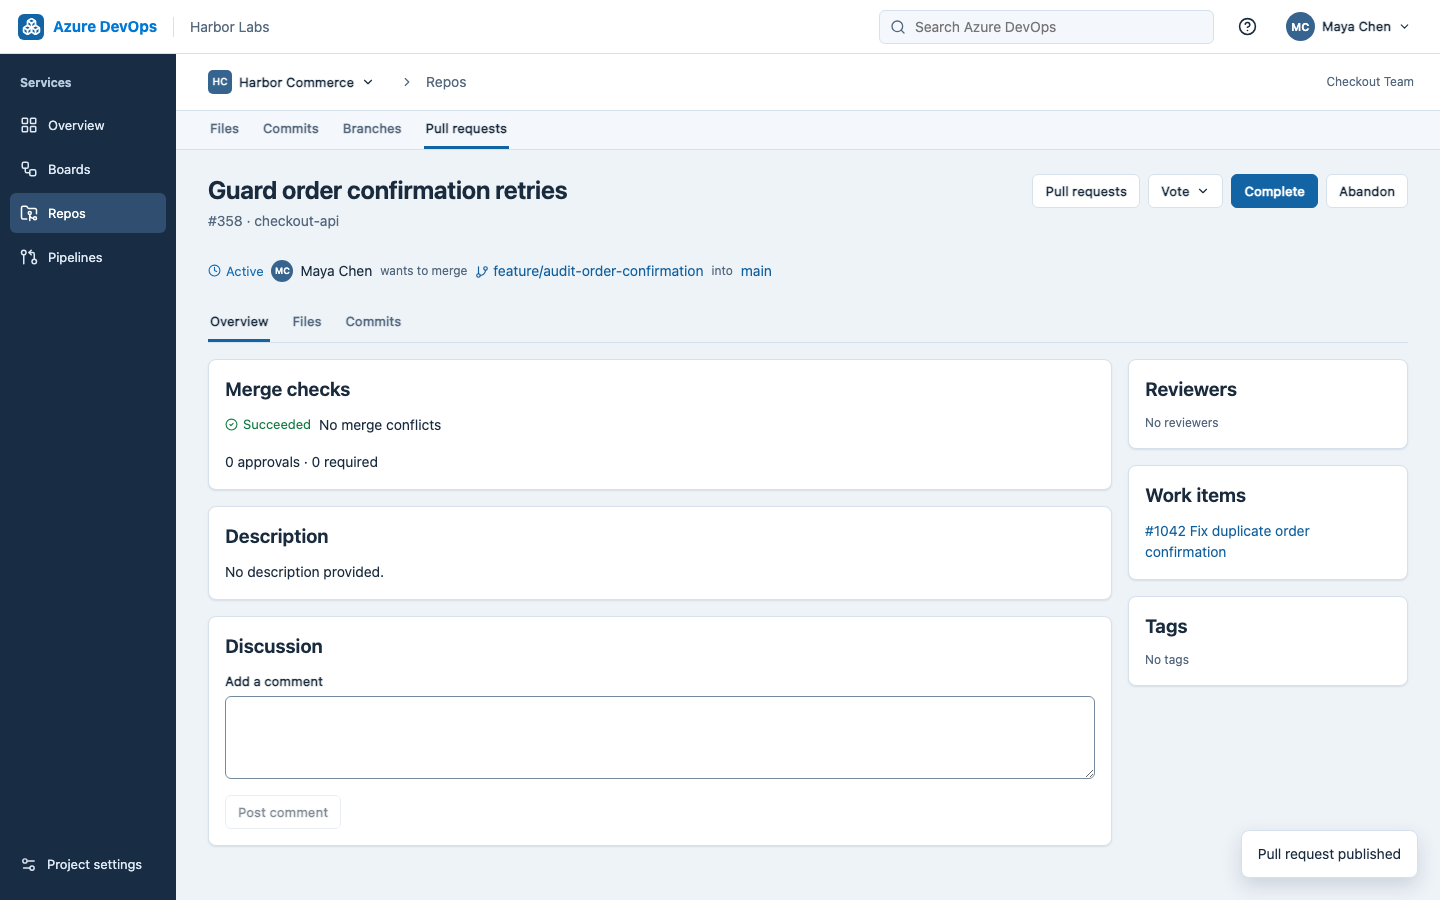 Azure DevOps
Harbor Labs
Search Azure DevOps
MC
Maya Chen
Services
Overview
Boards
Repos
Pipelines
Project settings
HC
Harbor Commerce
Repos
Checkout Team
Files
Commits
Branches
Pull requests
Guard order confirmation retries
#358 · checkout-api
Pull requests
Vote
Complete
Abandon
Active MC Maya Chen wants to merge feature/audit-order-confirmation into main
Overview
Files
Commits
Merge checks
Succeeded No merge conflicts
0 approvals · 0 required
Description
No description provided.
Discussion
Add a comment
Post comment
Reviewers
No reviewers
Work items
#1042 Fix duplicate order
confirmation
Tags
No tags
Pull request published